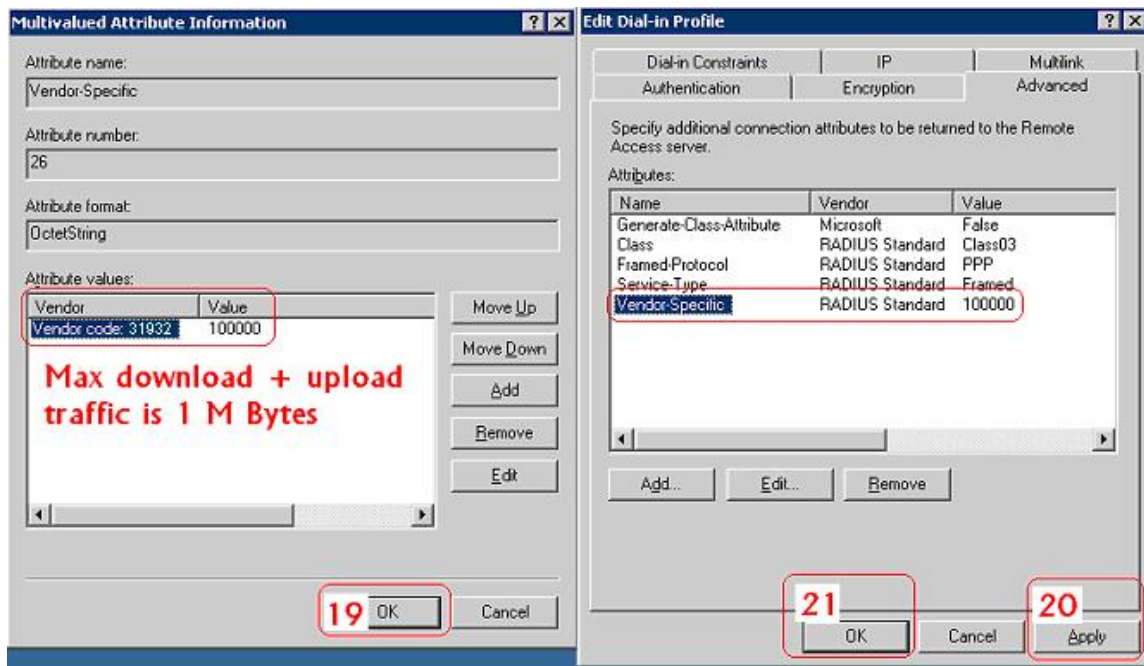 Multivalued Attribute Information
Attribute name:
Vendor-Specific
Attribute number:
26
Attribute format:
OctetString
Attribute values:
Vendor Value
Vendor code: 31932 100000
Max download + upload
traffic is 1 M Bytes
Move Up
Move Down
Add
Remove
Edit
19 OK Cancel
Edit Dial-in Profile
Dial-in Constraints IP Multilink
Authentication Encryption Advanced
Specify additional connection attributes to be returned to the Remote
Access server.
Attributes:
Name Vendor Value
Generate-Class-Attribute Microsoft False
Class RADIUS Standard Class03
Framed-Protocol RADIUS Standard PPP
Service-Type RADIUS Standard Framed
Vendor-Specific RADIUS Standard 100000
Add... Edit... Remove
21 20
OK Cancel Apply